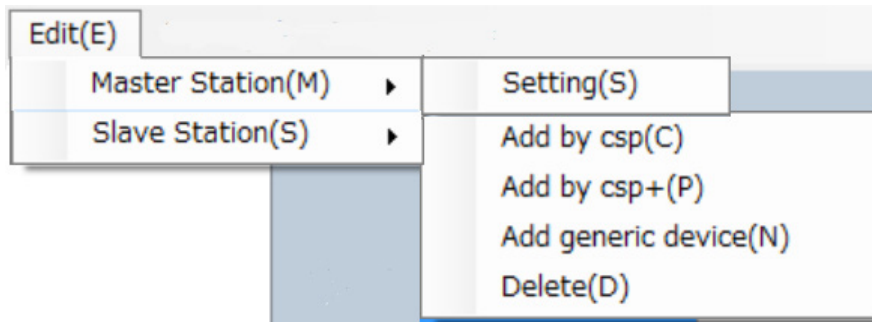 Edit(E)
Master Station(M)
Setting(S)
Slave Station(S)
Add by csp(C)
Add by csp+(P)
Add generic device(N)
Delete(D)